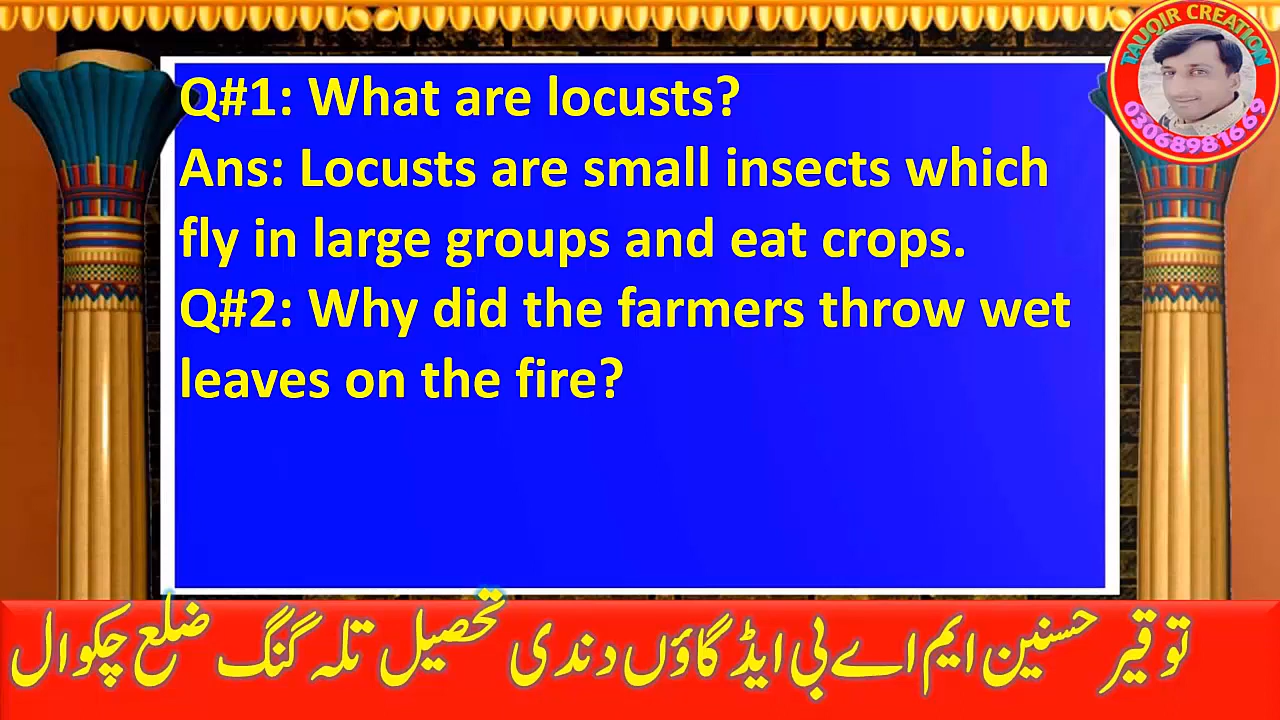 TAUQIR CREATION
03068981669
Q#1: What are locusts?
Ans: Locusts are small insects which
fly in large groups and eat crops.
Q#2: Why did the farmers throw wet
leaves on the fire?
توقیر حسنین ایم اے بی ایڈ گاؤں دندی تحصیل تلہ گنگ ضلع چکوال